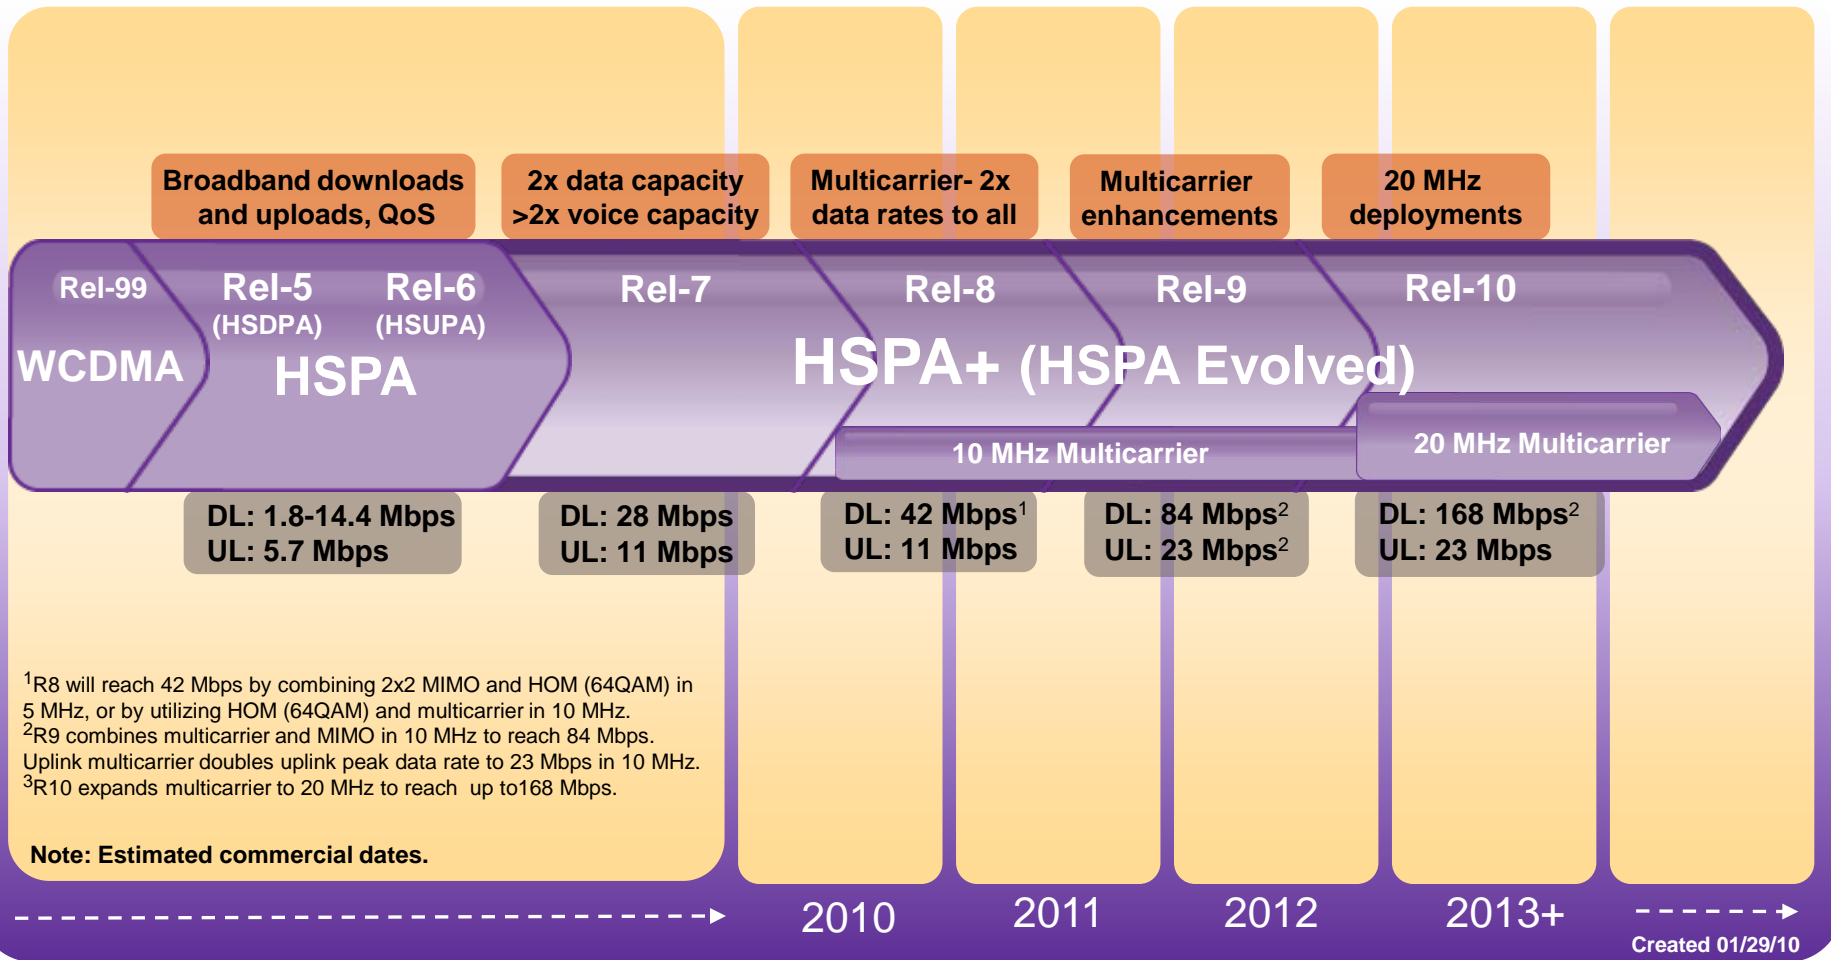 Broadband downloads
and uploads, QoS
2x data capacity
>2x voice capacity
Multicarrier- 2x
data rates to all
Multicarrier
enhancements
20 MHz
deployments
Rel-99
WCDMA
Rel-5
(HSDPA)
Rel-6
(HSUPA)
HSPA
Rel-7
Rel-8
Rel-9
Rel-10
HSPA+ (HSPA Evolved)
10 MHz Multicarrier
20 MHz Multicarrier
DL: 1.8-14.4 Mbps
UL: 5.7 Mbps
DL: 28 Mbps
UL: 11 Mbps
DL: 42 Mbps¹
UL: 11 Mbps
DL: 84 Mbps²
UL: 23 Mbps²
DL: 168 Mbps²
UL: 23 Mbps
¹R8 will reach 42 Mbps by combining 2x2 MIMO and HOM (64QAM) in
5 MHz, or by utilizing HOM (64QAM) and multicarrier in 10 MHz.
²R9 combines multicarrier and MIMO in 10 MHz to reach 84 Mbps.
Uplink multicarrier doubles uplink peak data rate to 23 Mbps in 10 MHz.
³R10 expands multicarrier to 20 MHz to reach  up to168 Mbps.
Note: Estimated commercial dates.
2010
2011
2012
2013+
Created 01/29/10